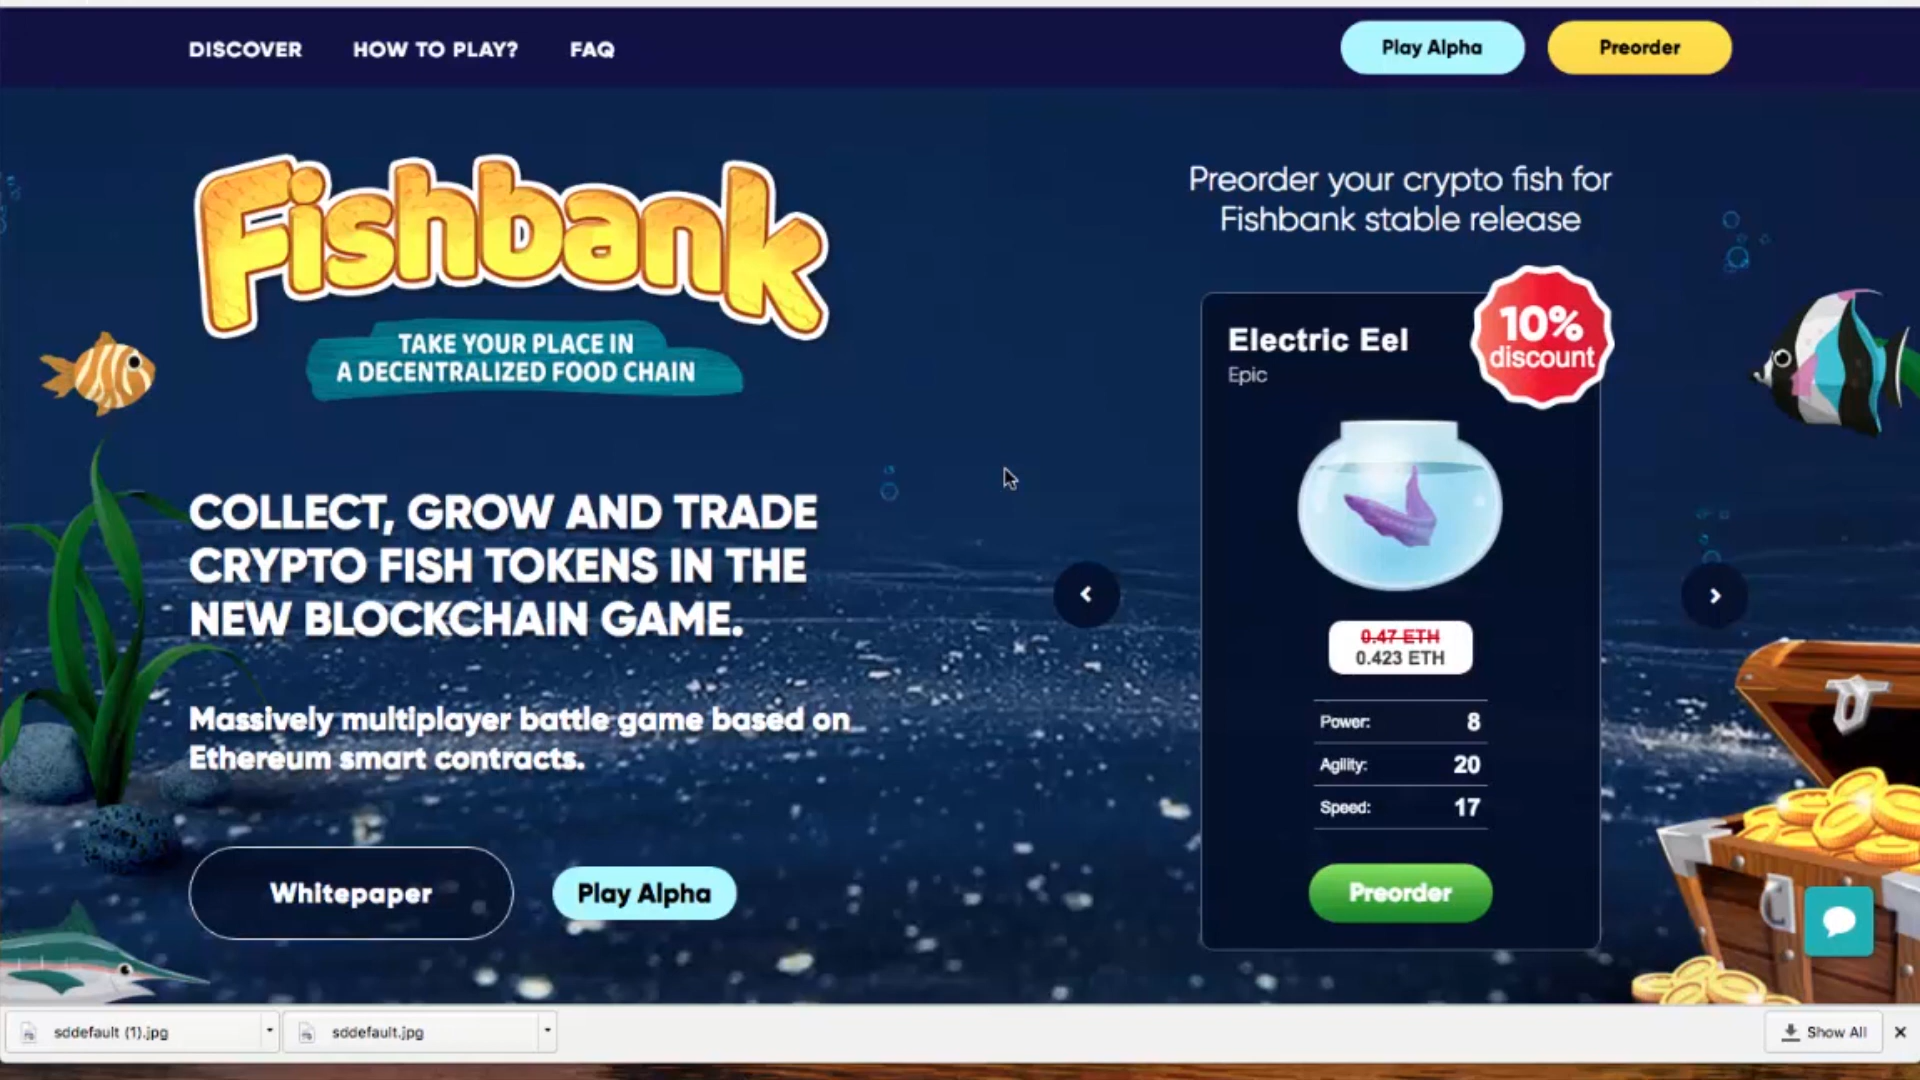 DISCOVER
HOW TO PLAY?
FAQ
Play Alpha
Preorder
Fishbank
TAKE YOUR PLACE IN
A DECENTRALIZED FOOD CHAIN
COLLECT, GROW AND TRADE
CRYPTO FISH TOKENS IN THE
NEW BLOCKCHAIN GAME.
Massively multiplayer battle game based on
Ethereum smart contracts.
Whitepaper
Play Alpha
Preorder your crypto fish for
Fishbank stable release
Electric Eel
Epic
10%
discount
0.47 ETH
0.423 ETH
Power: 8
Agility: 20
Speed: 17
Preorder
sddefault (1).jpg
sddefault.jpg
Show All